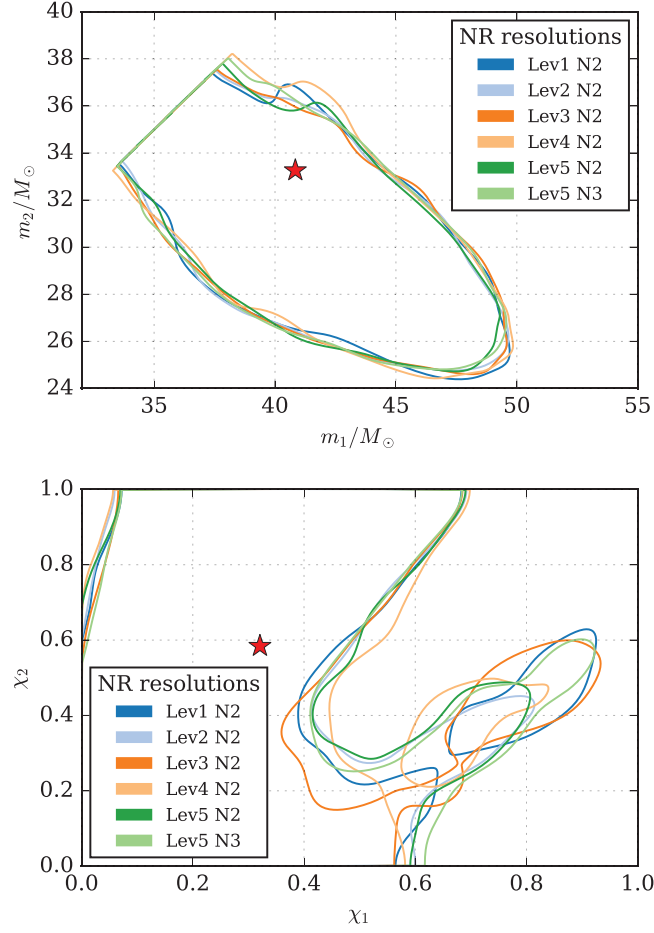 40
38
36
34
32
30
28
26
24
m₂/M⊙
35
40
45
50
55
m₁/M⊙
NR resolutions
Lev1 N2
Lev2 N2
Lev3 N2
Lev4 N2
Lev5 N2
Lev5 N3
1.0
0.8
0.6
0.4
0.2
0.0
χ₂
NR resolutions
Lev1 N2
Lev2 N2
Lev3 N2
Lev4 N2
Lev5 N2
Lev5 N3
0.0
0.2
0.4
0.6
0.8
1.0
χ₁